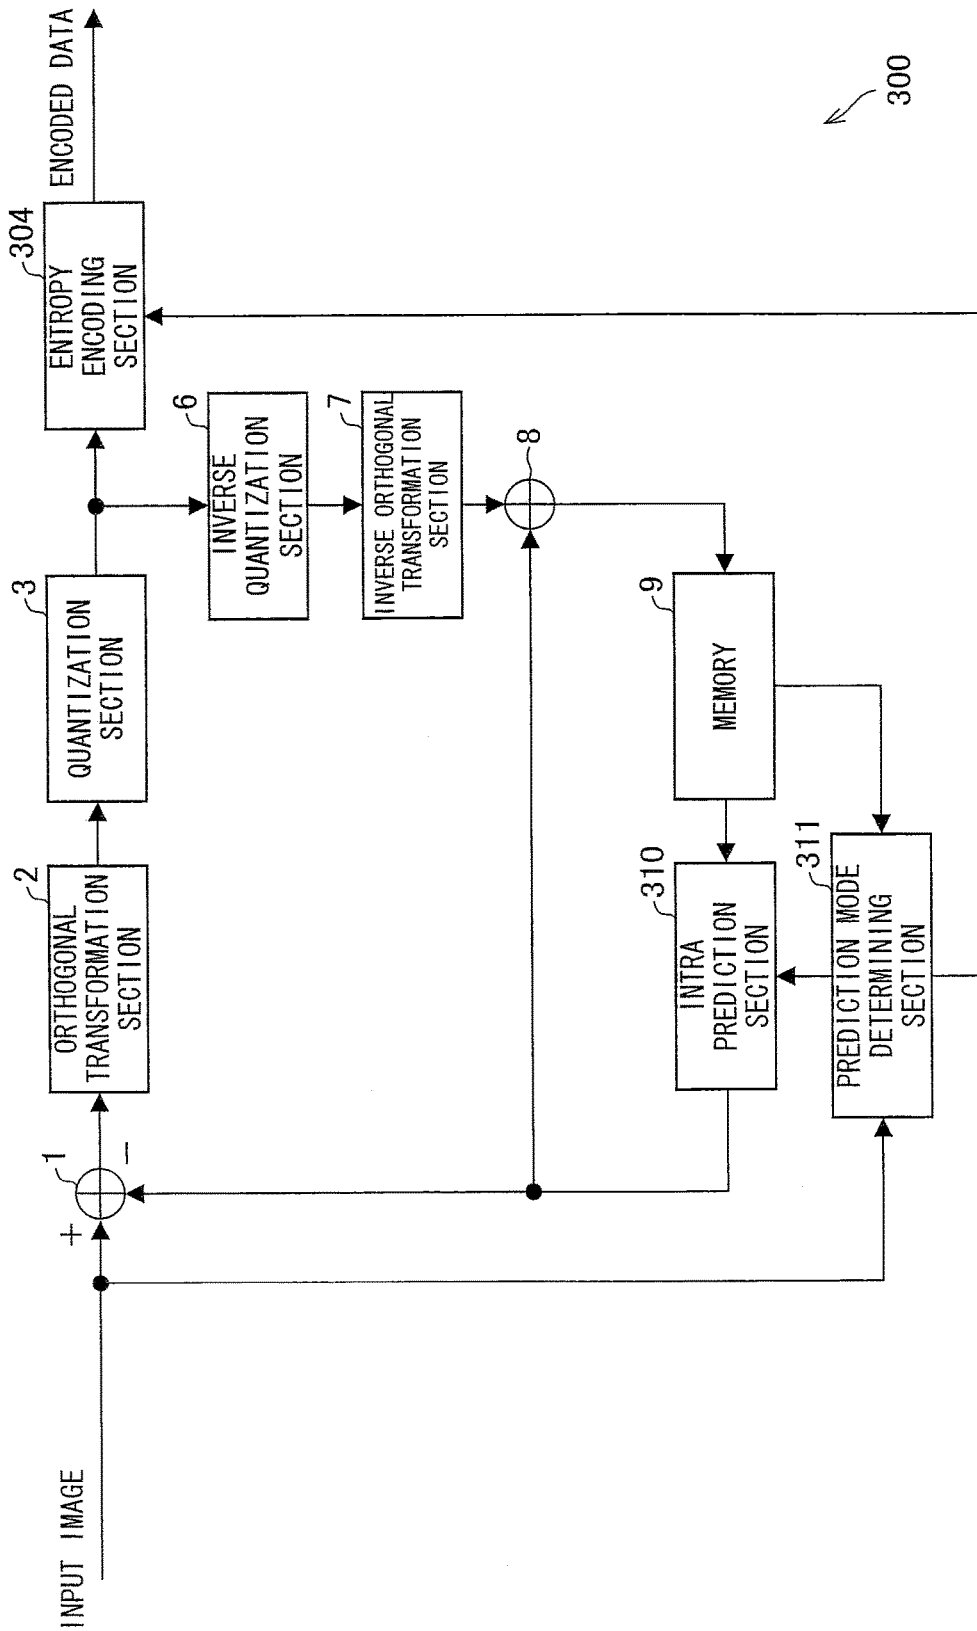 INPUT IMAGE
+
−
1
2
ORTHOGONAL
TRANSFORMATION
SECTION
3
QUANTIZATION
SECTION
304
ENTROPY
ENCODING
SECTION
ENCODED DATA
6
INVERSE
QUANTIZATION
SECTION
7
INVERSE ORTHOGONAL
TRANSFORMATION
SECTION
8
9
MEMORY
310
INTRA
PREDICTION
SECTION
311
PREDICTION MODE
DETERMINING
SECTION
300